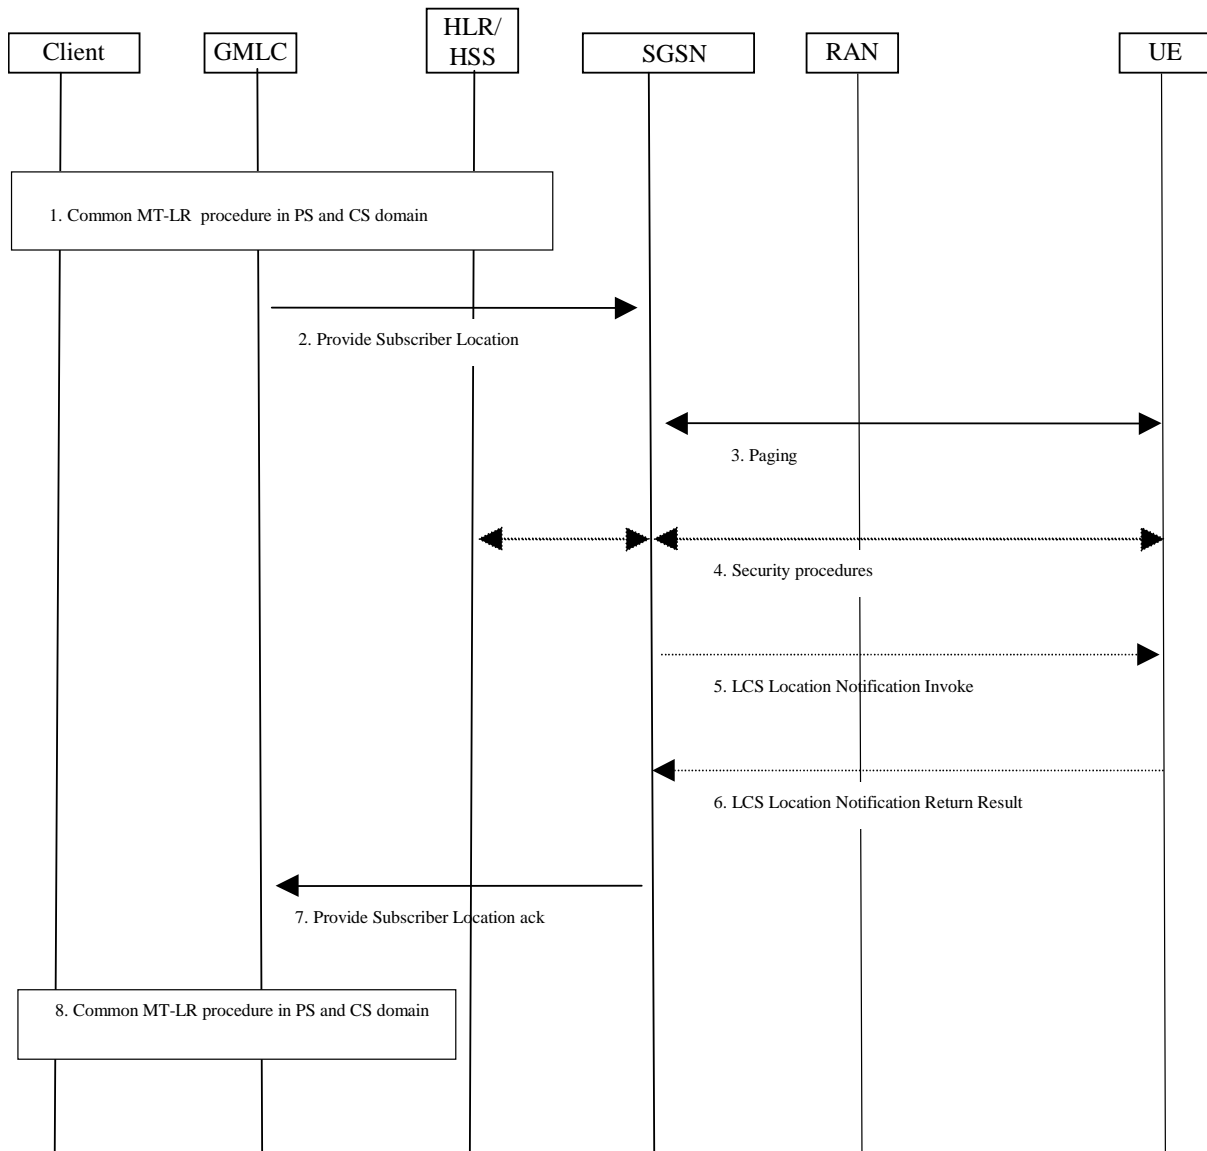 Client
GMLC
HLR/
HSS
SGSN
RAN
UE
1. Common MT-LR procedure in PS and CS domain
2. Provide Subscriber Location
3. Paging
4. Security procedures
5. LCS Location Notification Invoke
6. LCS Location Notification Return Result
7. Provide Subscriber Location ack
8. Common MT-LR procedure in PS and CS domain